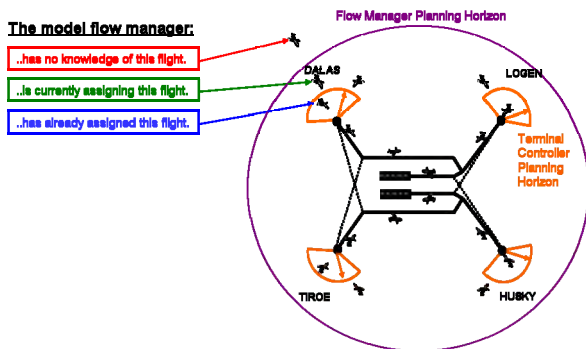 Flow Manager Planning Horizon
The model flow manager:
..has no knowledge of this flight.
..is currently assigning this flight.
..has already assigned this flight.
DALAS
LOGEN
Terminal
Controller
Planning
Horizon
TIROE
HUSKY